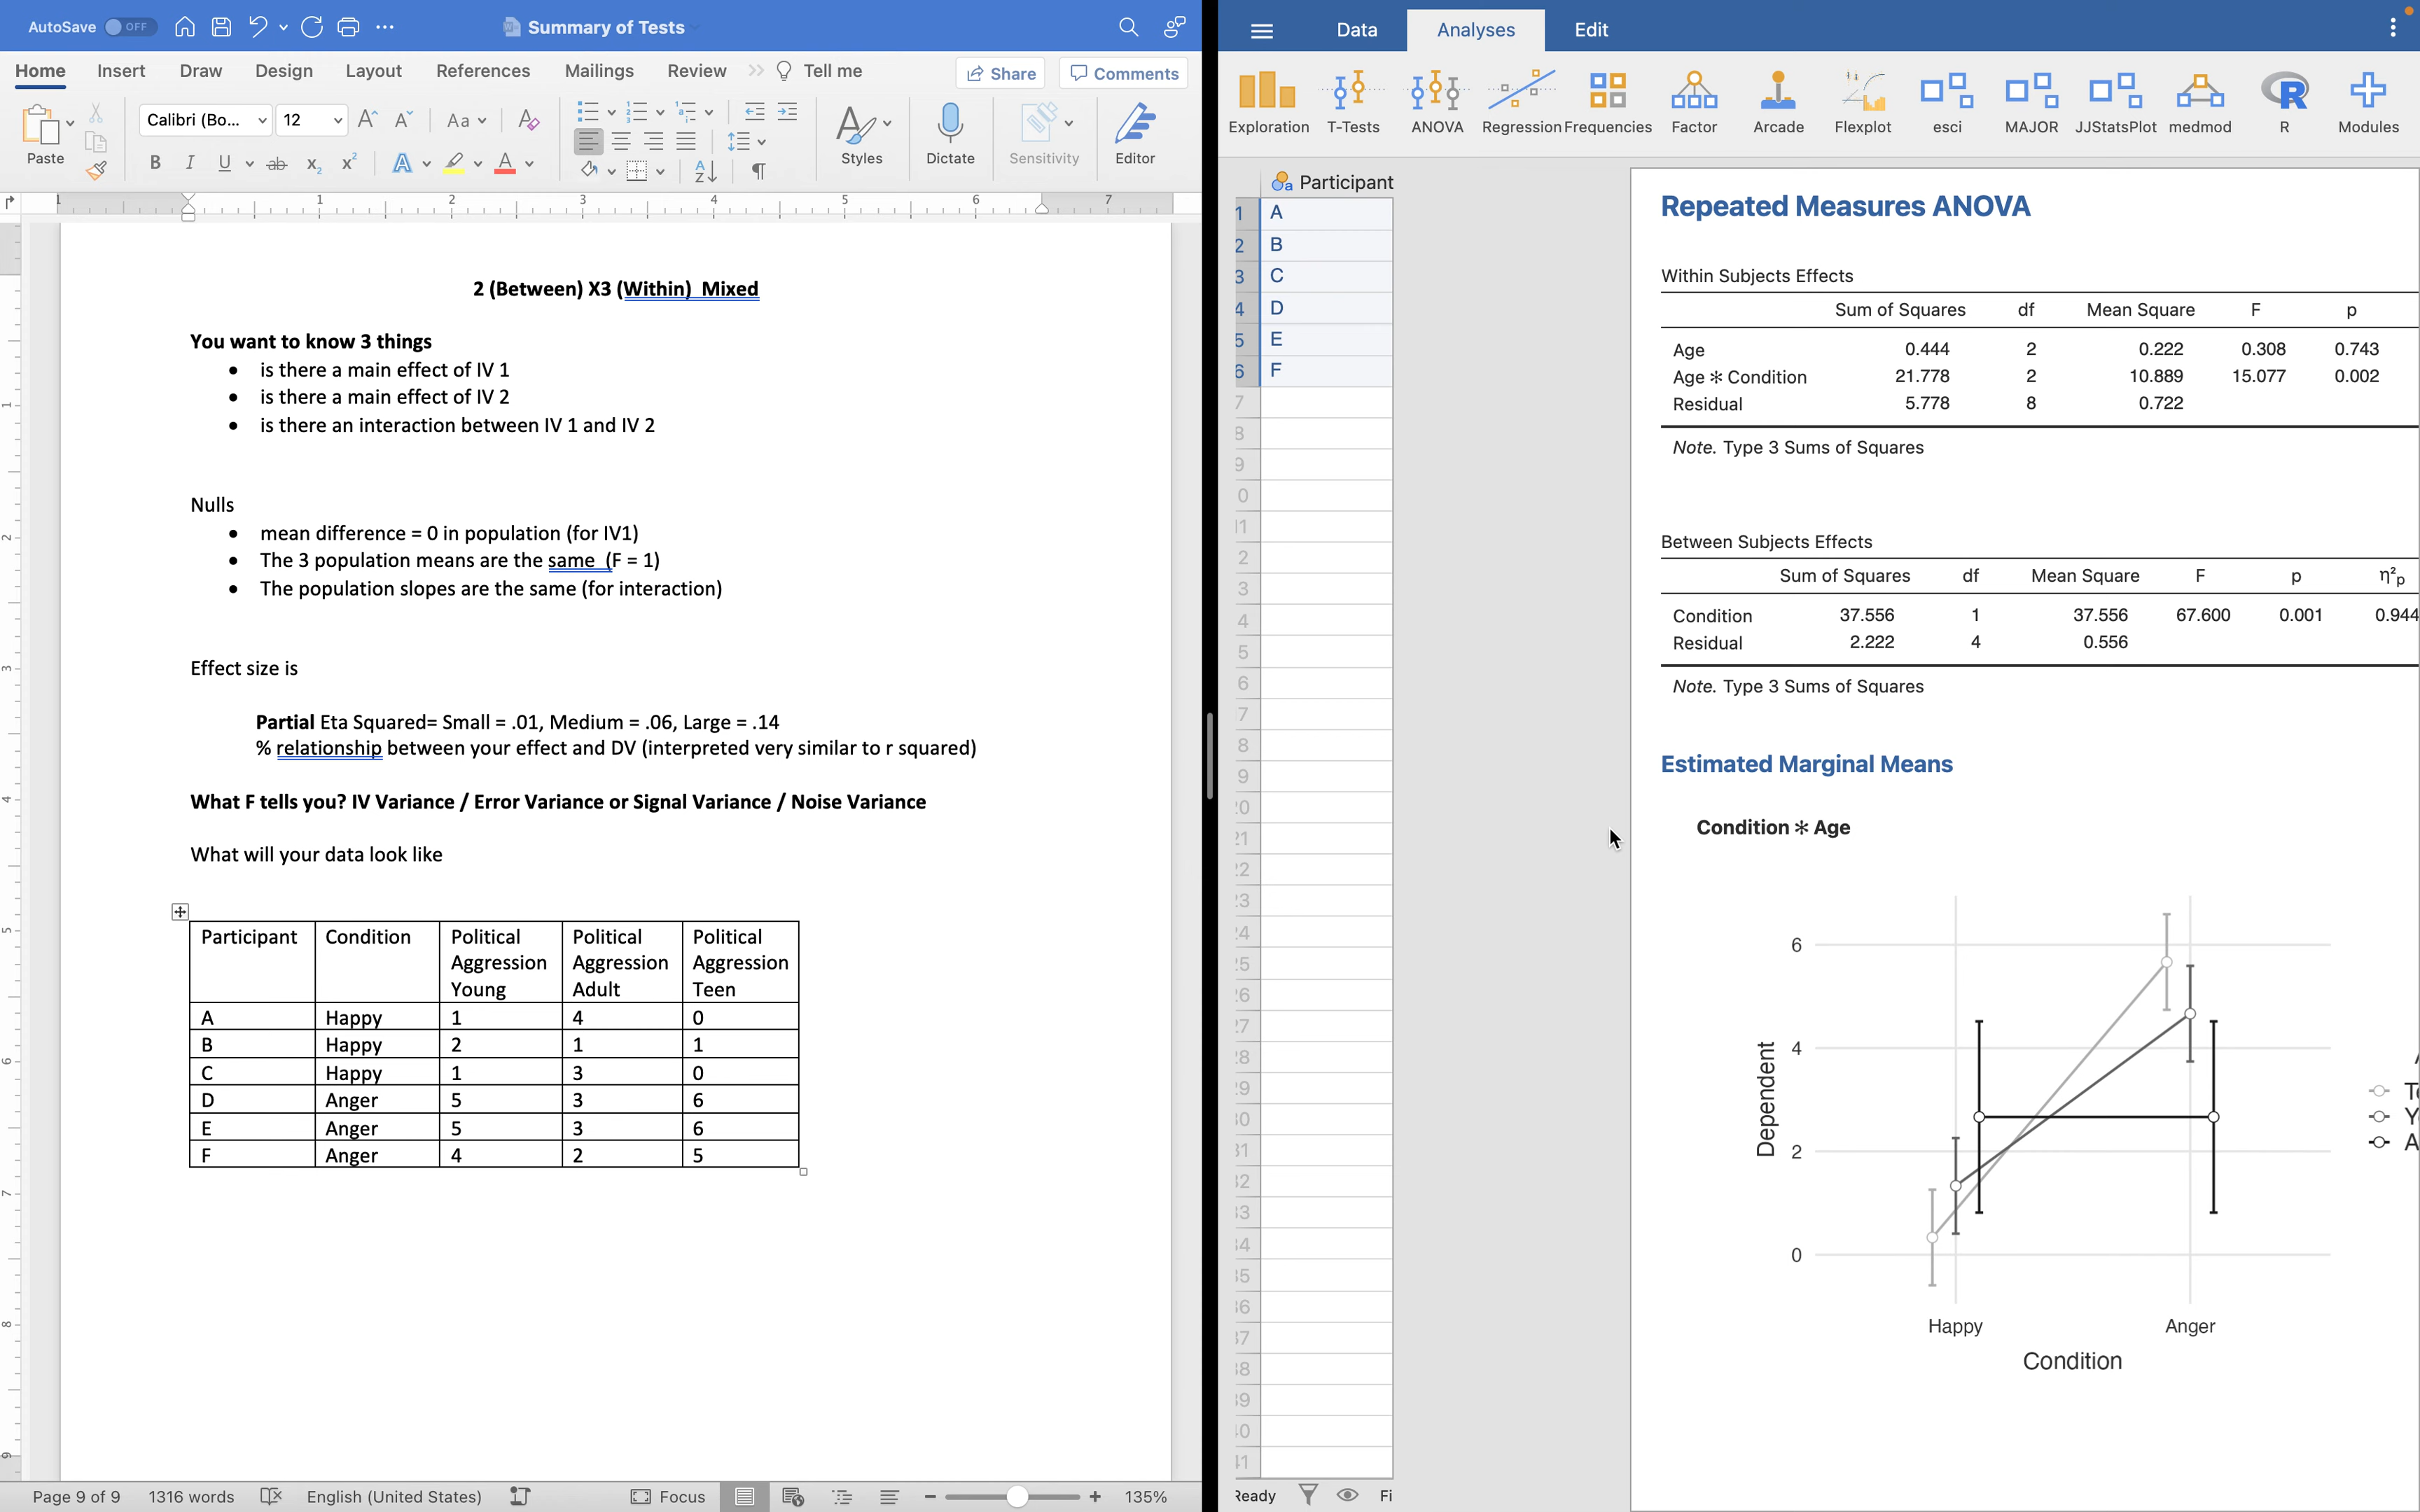 AutoSave OFF
Summary of Tests
Home Insert Draw Design Layout References Mailings Review Tell me Share Comments
Paste
Calibri (Bo... 12
Styles Dictate Sensitivity Editor
2 (Between) X3 (Within) Mixed
You want to know 3 things
• is there a main effect of IV 1
• is there a main effect of IV 2
• is there an interaction between IV 1 and IV 2
Nulls
• mean difference = 0 in population (for IV1)
• The 3 population means are the same (F = 1)
• The population slopes are the same (for interaction)
Effect size is
Partial Eta Squared= Small = .01, Medium = .06, Large = .14
% relationship between your effect and DV (interpreted very similar to r squared)
What F tells you? IV Variance / Error Variance or Signal Variance / Noise Variance
What will your data look like
Participant Condition Political Aggression Young Political Aggression Adult Political Aggression Teen
A Happy 1 4 0
B Happy 2 1 1
C Happy 1 3 0
D Anger 5 3 6
E Anger 5 3 6
F Anger 4 2 5
Page 9 of 9 1316 words English (United States) Focus 135%
Data Analyses Edit
Exploration T-Tests ANOVA Regression Frequencies Factor Arcade Flexplot esci MAJOR JJStatsPlot medmod R Modules
Participant
1 A
2 B
3 C
4 D
5 E
6 F
Ready
Repeated Measures ANOVA
Within Subjects Effects
Sum of Squares df Mean Square F p
Age 0.444 2 0.222 0.308 0.743
Age ✻ Condition 21.778 2 10.889 15.077 0.002
Residual 5.778 8 0.722
Note. Type 3 Sums of Squares
Between Subjects Effects
Sum of Squares df Mean Square F p η²p
Condition 37.556 1 37.556 67.600 0.001 0.944
Residual 2.222 4 0.556
Note. Type 3 Sums of Squares
Estimated Marginal Means
Condition ✻ Age
6
4
2
0
Dependent
Happy Anger
Condition